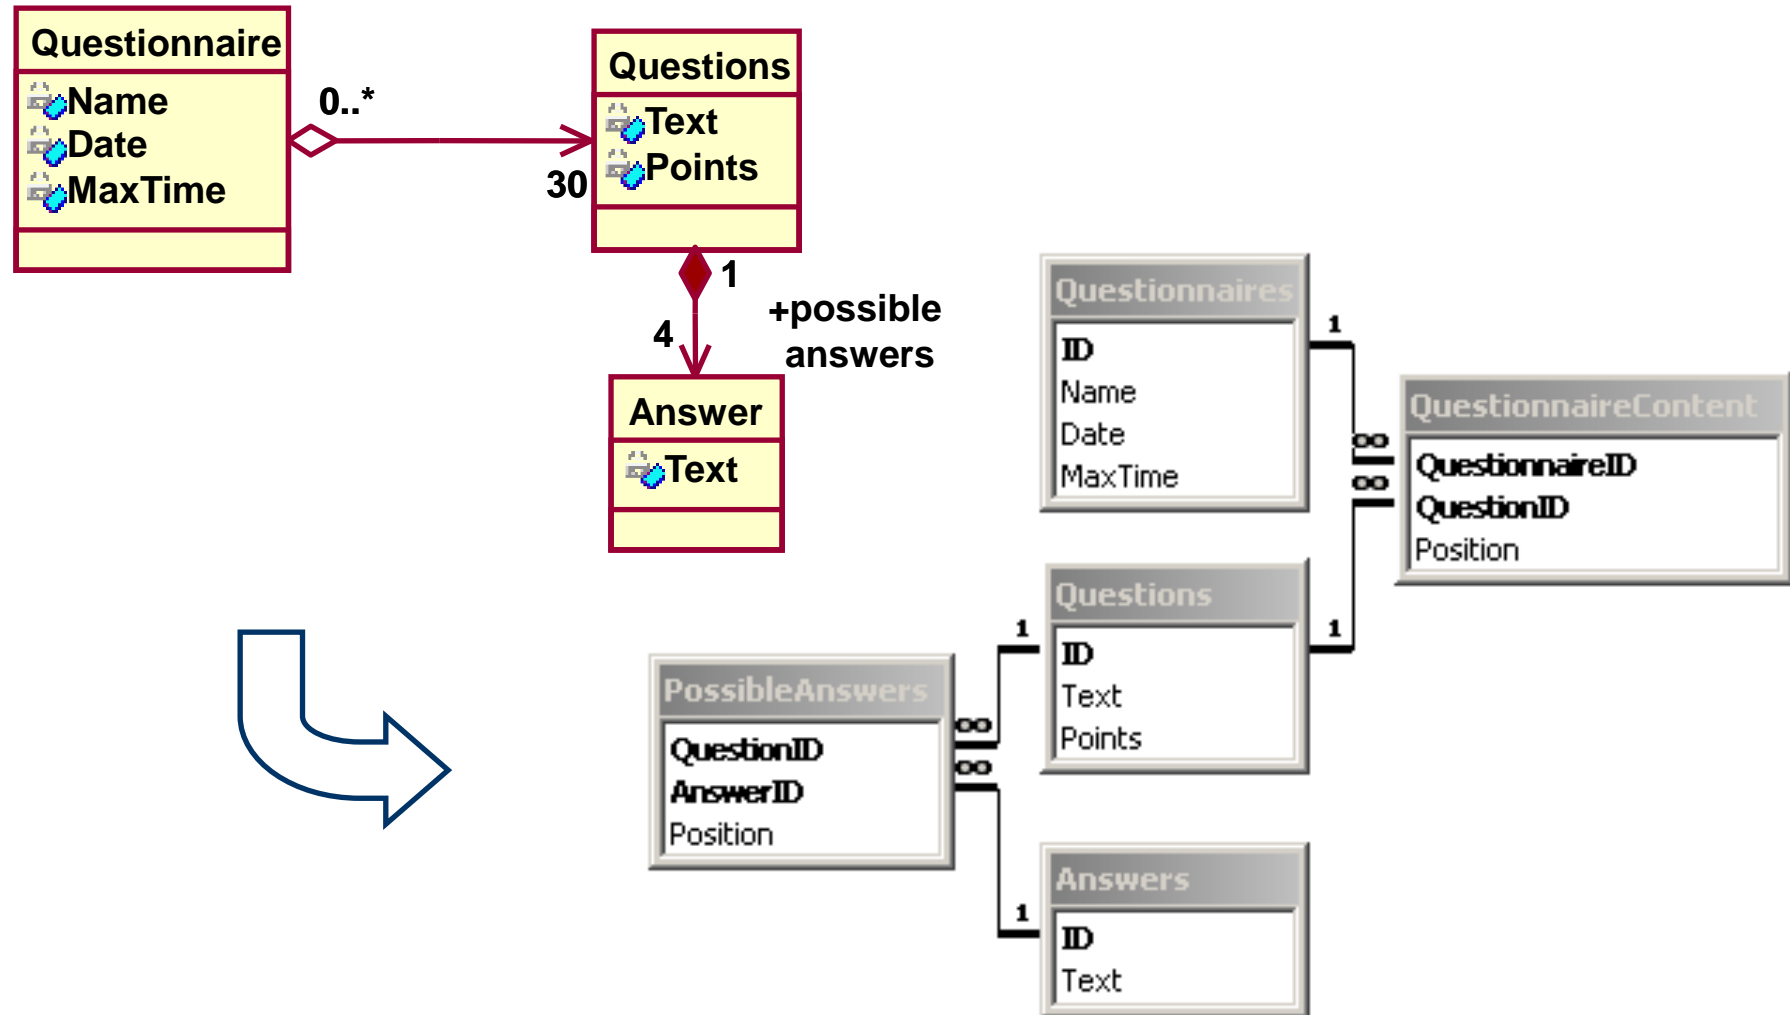 Questionnaire
Name
Date
MaxTime
0..*
30
Questions
Text
Points
1
4
+possible
answers
Answer
Text
Questionnaires
ID
Name
Date
MaxTime
1
∞
∞
1
QuestionnaireContent
QuestionnaireID
QuestionID
Position
Questions
ID
Text
Points
1
∞
∞
1
PossibleAnswers
QuestionID
AnswerID
Position
Answers
ID
Text